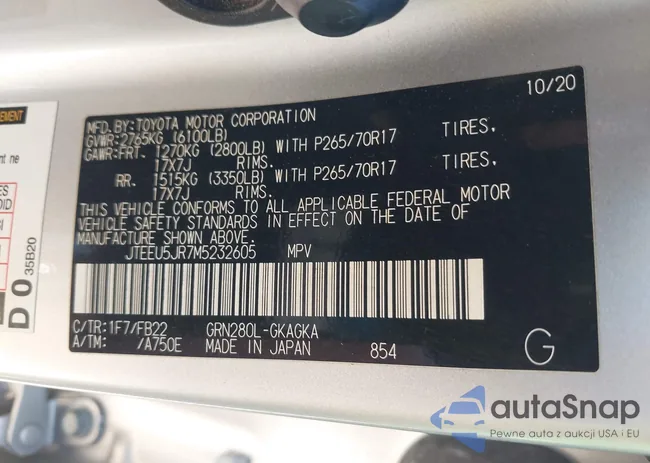 10/20
MFD.BY:TOYOTA MOTOR CORPORATION
GVWR:2765KG (6100LB)
GAWR:FRT. 1270KG (2800LB) WITH P265/70R17 TIRES,
17X7J RIMS.
RR. 1515KG (3350LB) WITH P265/70R17 TIRES,
17X7J RIMS.
THIS VEHICLE CONFORMS TO ALL APPLICABLE FEDERAL MOTOR
VEHICLE SAFETY STANDARDS IN EFFECT ON THE DATE OF
MANUFACTURE SHOWN ABOVE.
JTEEU5JR7M5232605 MPV
C/TR:1F7/FB22 GRN280L-GKAGKA
A/TM: /A750E MADE IN JAPAN 854
G
D0
35B20
autaSnap
Pewne auta z aukcji USA i EU